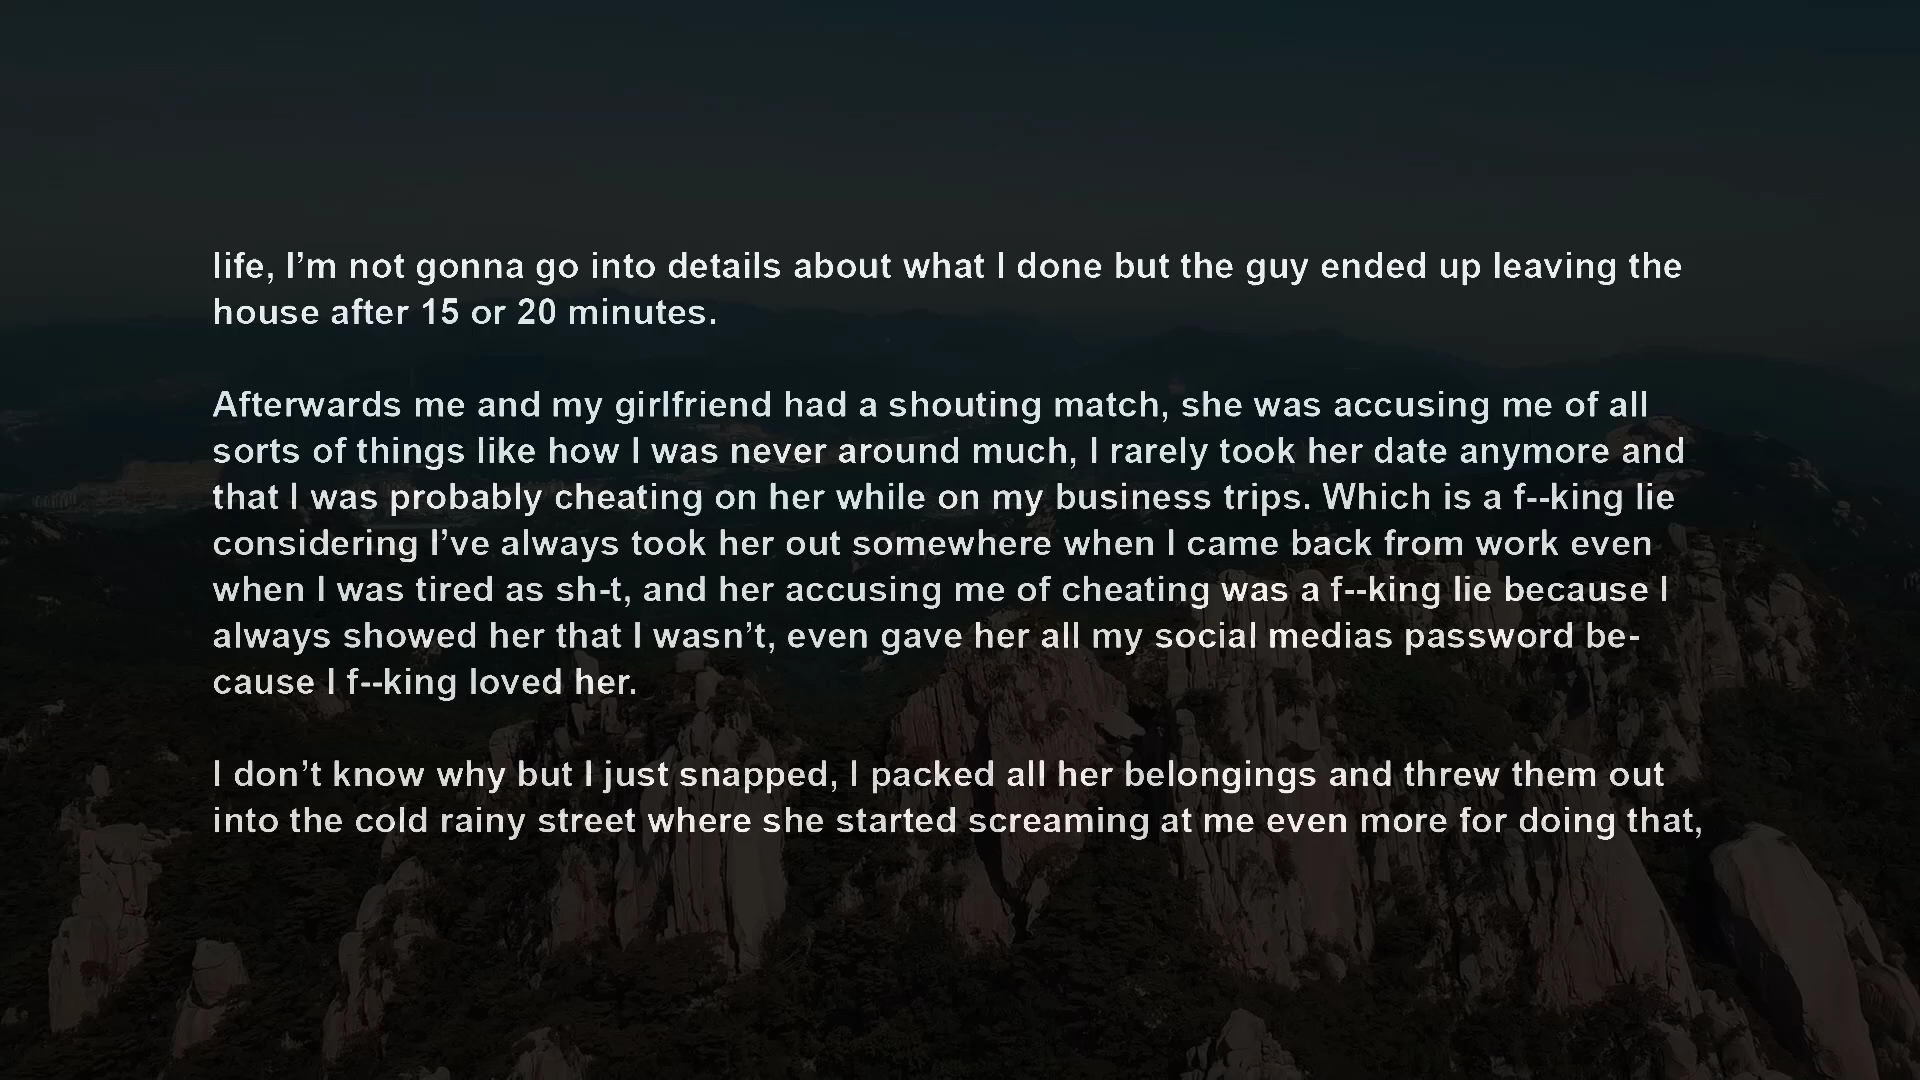 life, I’m not gonna go into details about what I done but the guy ended up leaving the
house after 15 or 20 minutes.
Afterwards me and my girlfriend had a shouting match, she was accusing me of all
sorts of things like how I was never around much, I rarely took her date anymore and
that I was probably cheating on her while on my business trips. Which is a f--king lie
considering I’ve always took her out somewhere when I came back from work even
when I was tired as sh-t, and her accusing me of cheating was a f--king lie because I
always showed her that I wasn’t, even gave her all my social medias password be-
cause I f--king loved her.
I don’t know why but I just snapped, I packed all her belongings and threw them out
into the cold rainy street where she started screaming at me even more for doing that,